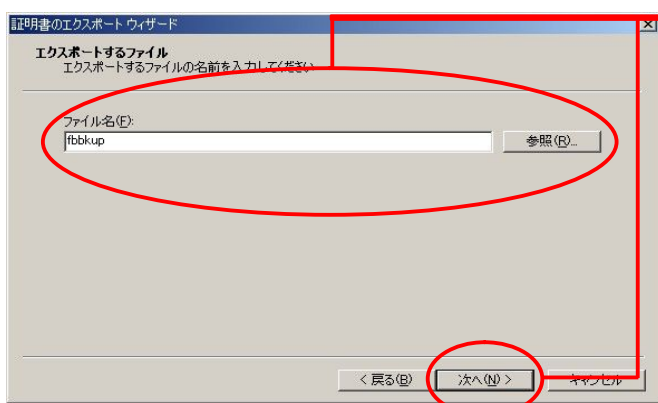 証明書のエクスポート ウィザード
エクスポートするファイル
エクスポートするファイルの名前を入力してください
ファイル名(F):
fbbkup
参照(R)...
< 戻る(B)
次へ(N) >
キャンセル